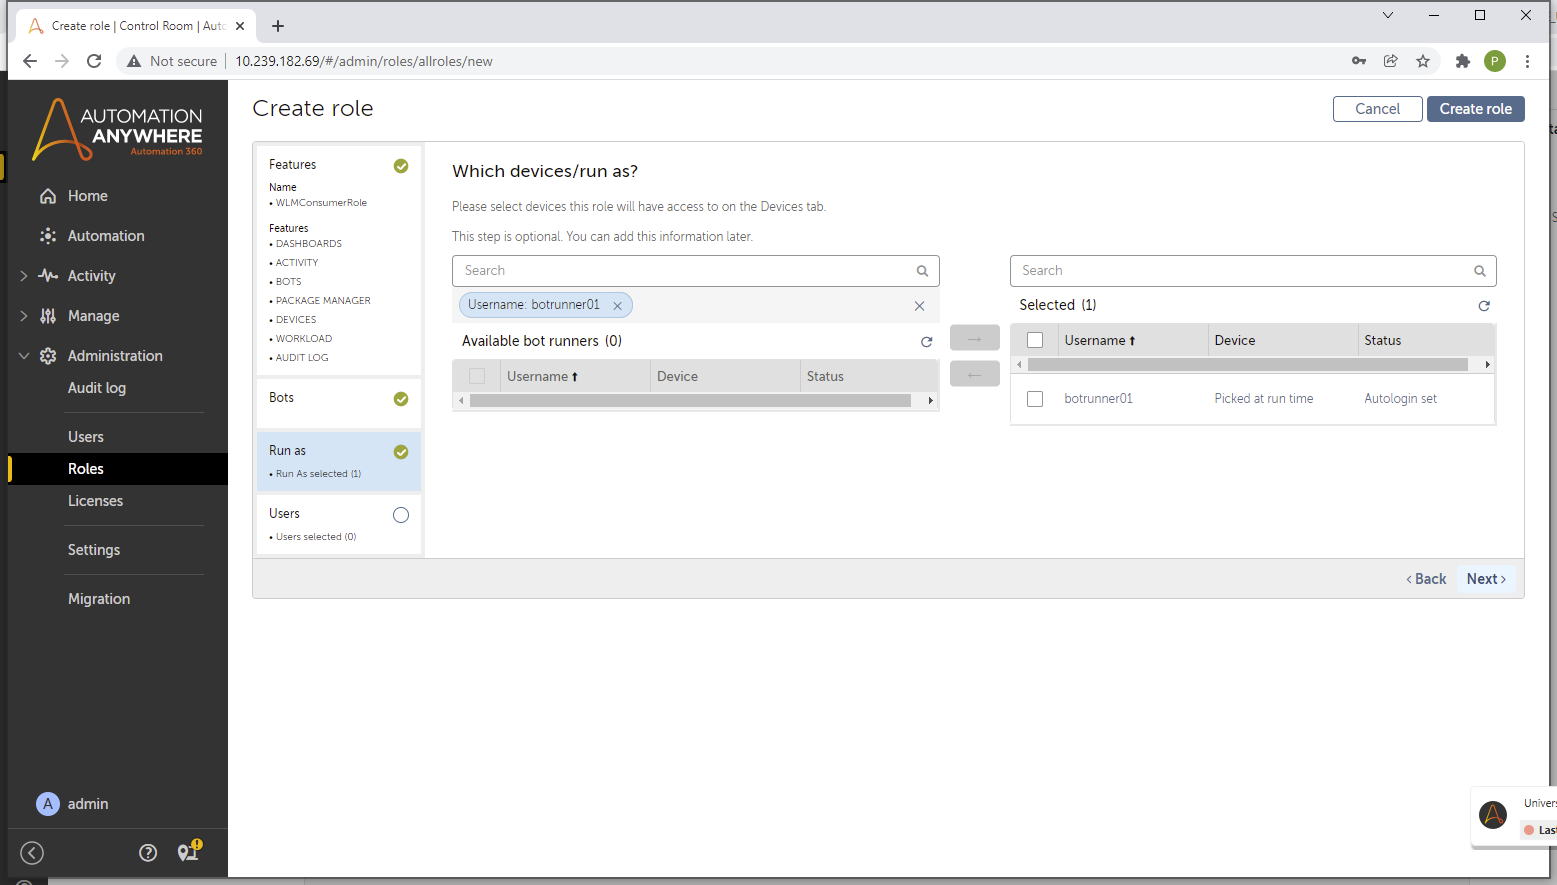 Create role | Control Room | Auto
Not secure
10.239.182.69/#/admin/roles/allroles/new
P
AUTOMATION
ANYWHERE
Automation 360
Home
Automation
Activity
Manage
Administration
Audit log
Users
Roles
Licenses
Settings
Migration
A admin
Create role
Cancel
Create role
Features
Name
• WLMConsumerRole
Features
• DASHBOARDS
• ACTIVITY
• BOTS
• PACKAGE MANAGER
• DEVICES
• WORKLOAD
• AUDIT LOG
Bots
Run as
• Run As selected (1)
Users
• Users selected (0)
Which devices/run as?
Please select devices this role will have access to on the Devices tab.
This step is optional. You can add this information later.
Search
Username: botrunner01
Available bot runners (0)
Username Device Status
Search
Selected (1)
Username Device Status
botrunner01 Picked at run time Autologin set
Back
Next
Univers
Last